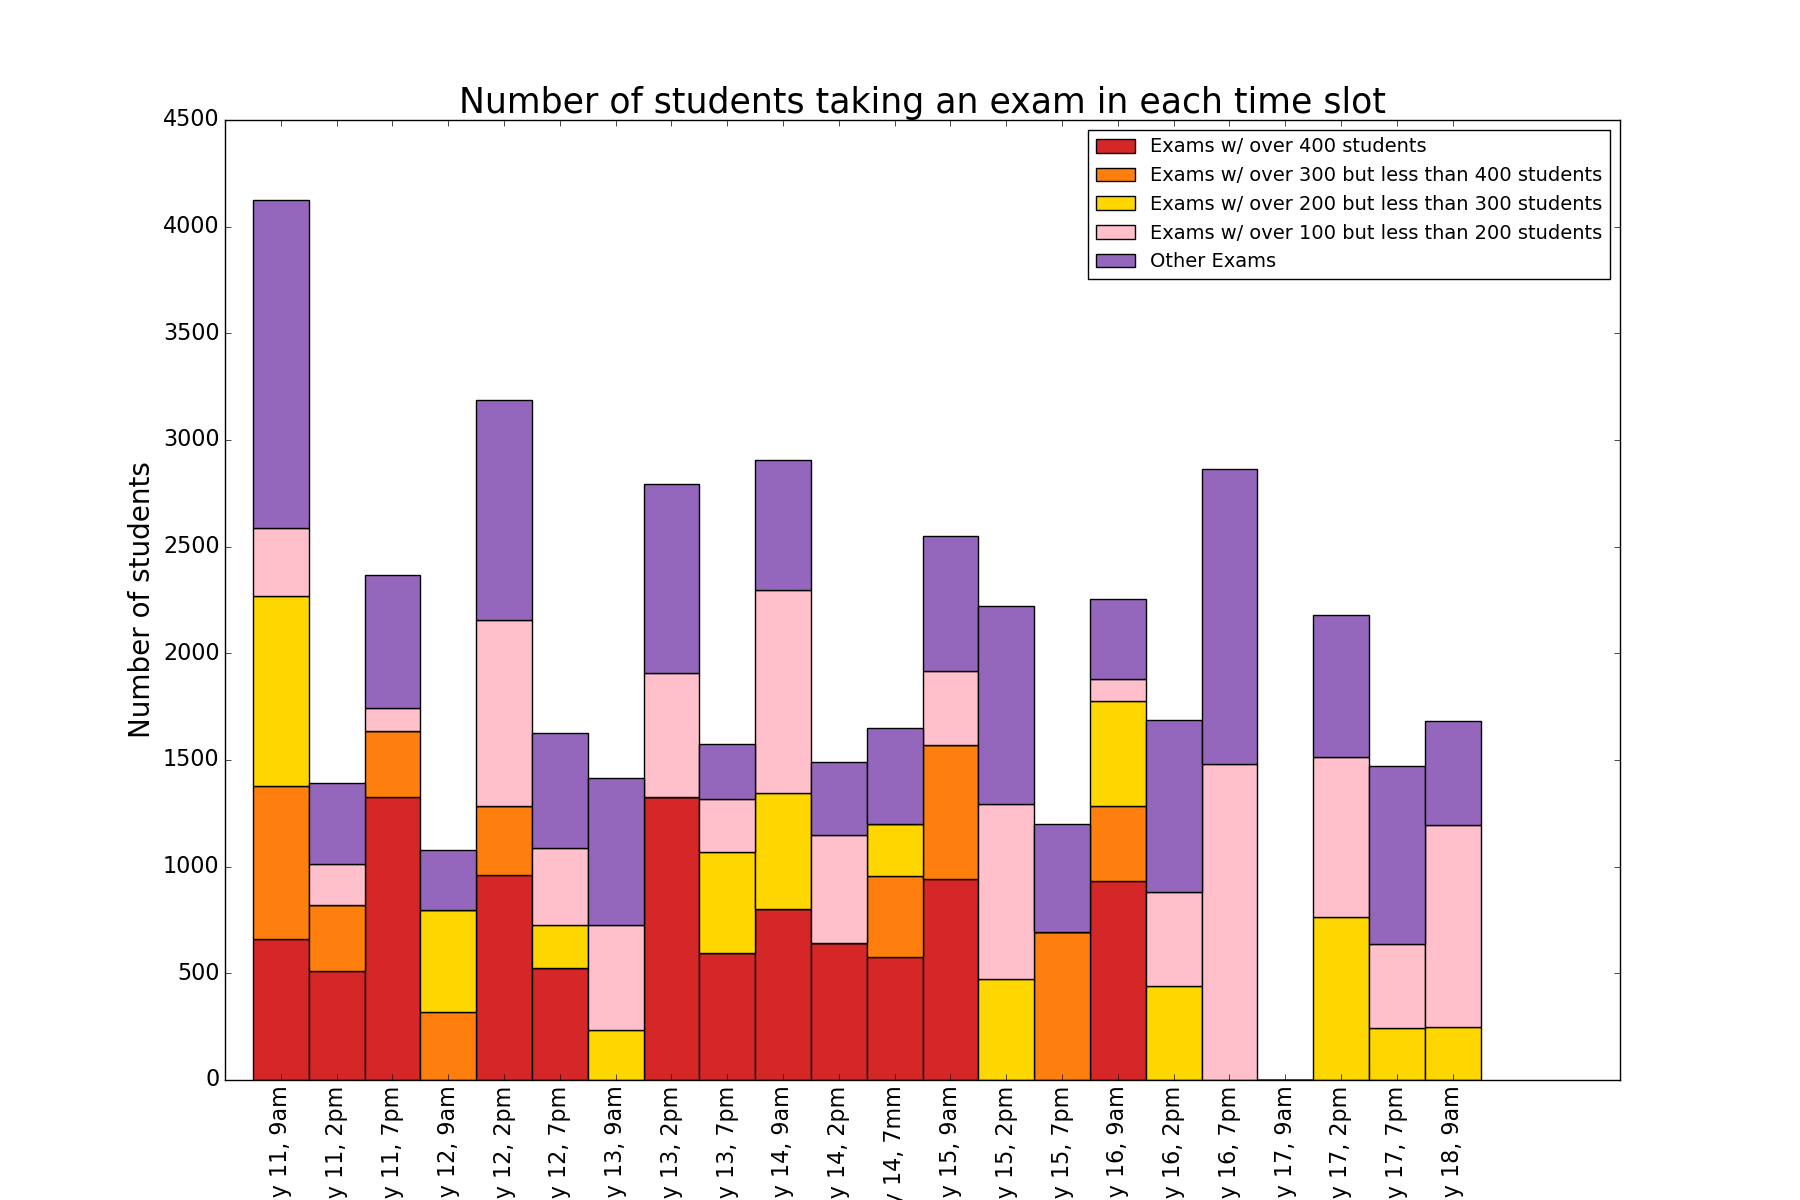 Number of students taking an exam in each time slot
Exams w/ over 400 students
Exams w/ over 300 but less than 400 students
Exams w/ over 200 but less than 300 students
Exams w/ over 100 but less than 200 students
Other Exams
Number of students
4500
4000
3500
3000
2500
2000
1500
1000
500
0
y 11, 9am
y 11, 2pm
y 11, 7pm
y 12, 9am
y 12, 2pm
y 12, 7pm
y 13, 9am
y 13, 2pm
y 13, 7pm
y 14, 9am
y 14, 2pm
y 14, 7mm
y 15, 9am
y 15, 2pm
y 15, 7pm
y 16, 9am
y 16, 2pm
y 16, 7pm
y 17, 9am
y 17, 2pm
y 17, 7pm
y 18, 9am